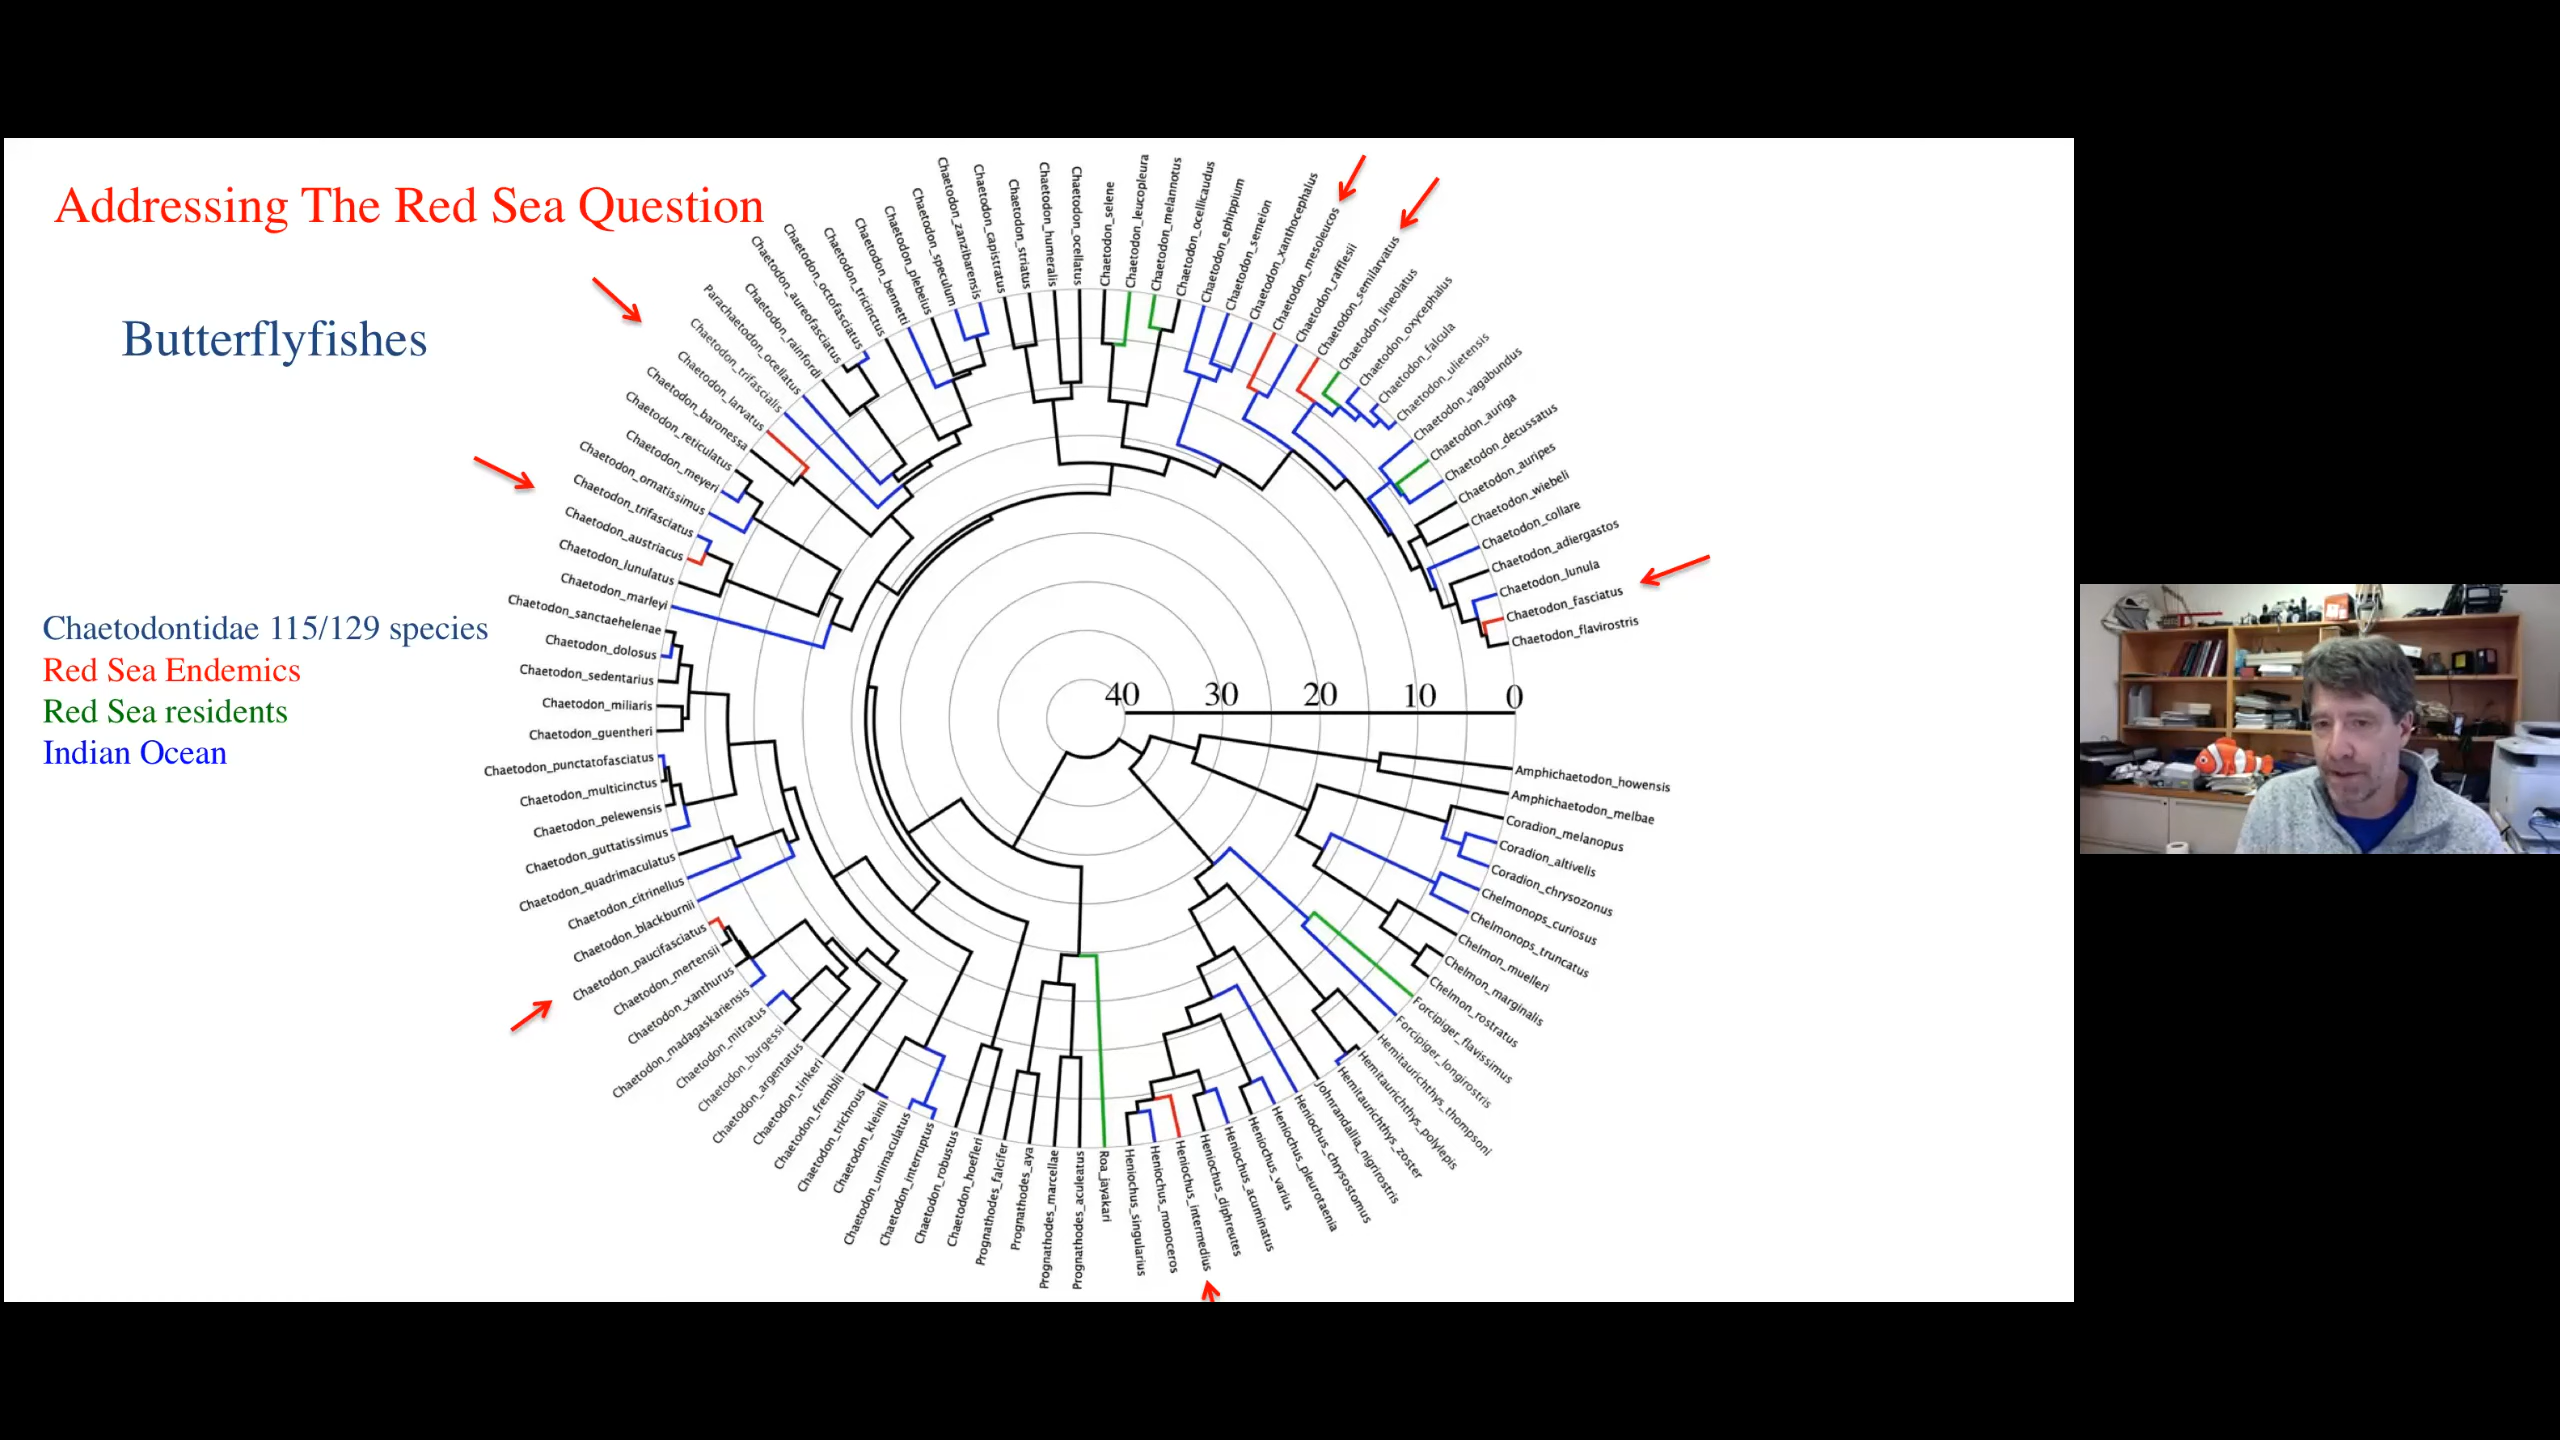 Addressing The Red Sea Question
Butterflyfishes
Chaetodontidae 115/129 species
Red Sea Endemics
Red Sea residents
Indian Ocean
40 30 20 10 0
Chaetodon_selene
Chaetodon_leucopleura
Chaetodon_melannotus
Chaetodon_ocellicaudus
Chaetodon_ephippium
Chaetodon_semeion
Chaetodon_xanthocephalus
Chaetodon_mesoleucos
Chaetodon_rafflesii
Chaetodon_semilarvatus
Chaetodon_lineolatus
Chaetodon_oxycephalus
Chaetodon_falcula
Chaetodon_ulietensis
Chaetodon_vagabundus
Chaetodon_auriga
Chaetodon_decussatus
Chaetodon_auripes
Chaetodon_wiebeli
Chaetodon_collare
Chaetodon_adiergastos
Chaetodon_lunula
Chaetodon_fasciatus
Chaetodon_flavirostris
Amphichaetodon_howensis
Amphichaetodon_melbae
Coradion_melanopus
Coradion_altivelis
Coradion_chrysozonus
Chelmonops_curiosus
Chelmonops_truncatus
Chelmon_muelleri
Chelmon_marginalis
Chelmon_rostratus
Forcipiger_flavissimus
Forcipiger_longirostris
Hemitaurichthys_thompsoni
Hemitaurichthys_polylepis
Hemitaurichthys_zoster
Johnrandallia_nigrirostris
Heniochus_chrysostomus
Heniochus_pleurotaenia
Heniochus_varius
Heniochus_acuminatus
Heniochus_diphreutes
Heniochus_intermedius
Heniochus_monoceros
Heniochus_singularius
Roa_jayakari
Prognathodes_aculeatus
Prognathodes_marcellae
Prognathodes_aya
Prognathodes_falcifer
Chaetodon_hoefleri
Chaetodon_robustus
Chaetodon_interruptus
Chaetodon_unimaculatus
Chaetodon_kleinii
Chaetodon_trichrous
Chaetodon_fremblii
Chaetodon_tinkeri
Chaetodon_argentatus
Chaetodon_burgessi
Chaetodon_mitratus
Chaetodon_madagaskariensis
Chaetodon_xanthurus
Chaetodon_mertensii
Chaetodon_paucifasciatus
Chaetodon_blackburnii
Chaetodon_citrinellus
Chaetodon_quadrimaculatus
Chaetodon_guttatissimus
Chaetodon_pelewensis
Chaetodon_multicinctus
Chaetodon_punctatofasciatus
Chaetodon_guentheri
Chaetodon_miliaris
Chaetodon_sedentarius
Chaetodon_dolosus
Chaetodon_sanctaehelenae
Chaetodon_marleyi
Chaetodon_lunulatus
Chaetodon_austriacus
Chaetodon_trifasciatus
Chaetodon_ornatissimus
Chaetodon_meyeri
Chaetodon_reticulatus
Chaetodon_baronessa
Chaetodon_larvatus
Chaetodon_trifascialis
Parachaetodon_ocellatus
Chaetodon_rainfordi
Chaetodon_aureofasciatus
Chaetodon_octofasciatus
Chaetodon_tricinctus
Chaetodon_bennetti
Chaetodon_plebeius
Chaetodon_speculum
Chaetodon_zanzibarensis
Chaetodon_capistratus
Chaetodon_striatus
Chaetodon_humeralis
Chaetodon_ocellatus